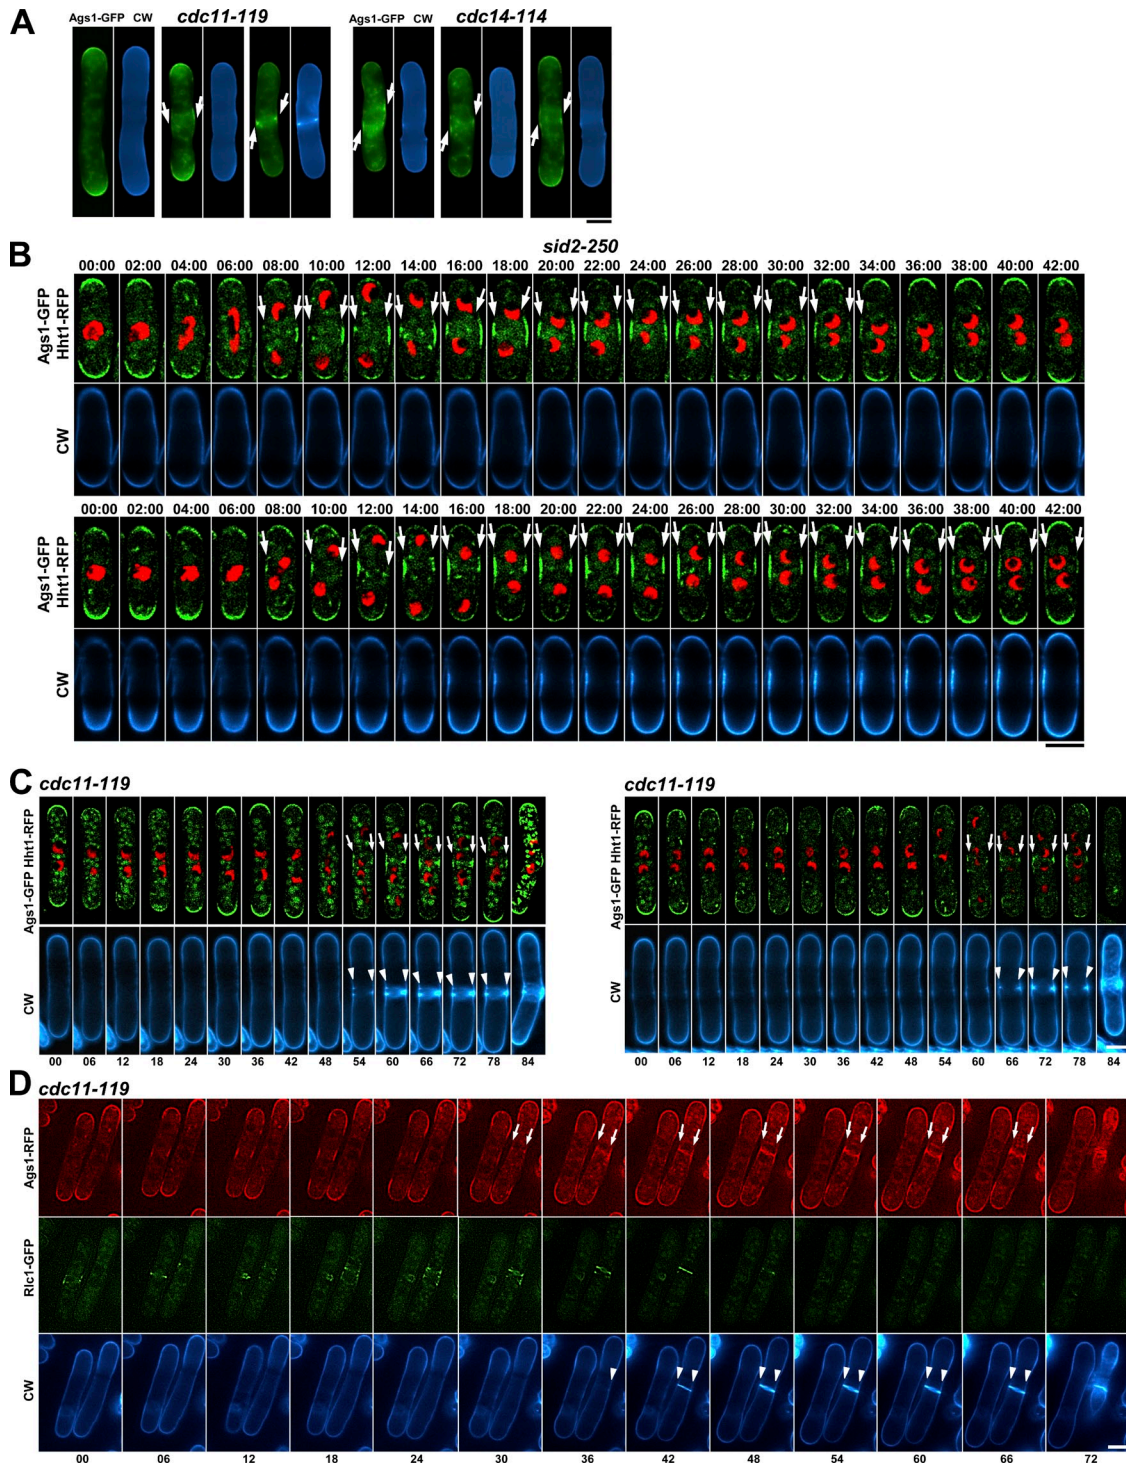 A
Ags1-GFP CW cdc11-119
Ags1-GFP CW cdc14-114
B
sid2-250
00:00 02:00 04:00 06:00 08:00 10:00 12:00 14:00 16:00 18:00 20:00 22:00 24:00 26:00 28:00 30:00 32:00 34:00 36:00 38:00 40:00 42:00
Ags1-GFP
Hht1-RFP
CW
00:00 02:00 04:00 06:00 08:00 10:00 12:00 14:00 16:00 18:00 20:00 22:00 24:00 26:00 28:00 30:00 32:00 34:00 36:00 38:00 40:00 42:00
Ags1-GFP
Hht1-RFP
CW
C
cdc11-119
Ags1-GFP Hht1-RFP
CW
00 06 12 18 24 30 36 42 48 54 60 66 72 78 84
cdc11-119
Ags1-GFP Hht1-RFP
CW
00 06 12 18 24 30 36 42 48 54 60 66 72 78 84
D
cdc11-119
Ags1-RFP
Rlc1-GFP
CW
00 06 12 18 24 30 36 42 48 54 60 66 72